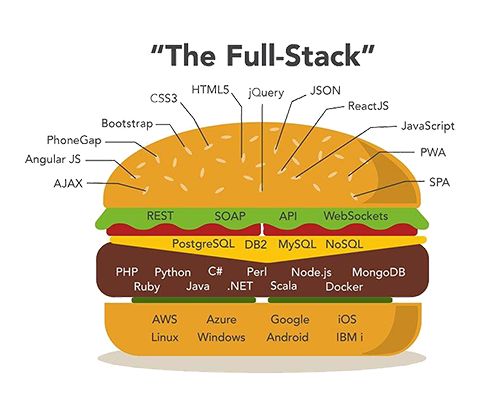 “The Full-Stack”
HTML5 jQuery JSON
CSS3 ReactJS
Bootstrap JavaScript
PhoneGap PWA
Angular JS
AJAX SPA
REST SOAP API WebSockets
PostgreSQL DB2 MySQL NoSQL
PHP Python C# Perl Node.js MongoDB
Ruby Java .NET Scala Docker
AWS Azure Google iOS
Linux Windows Android IBM i